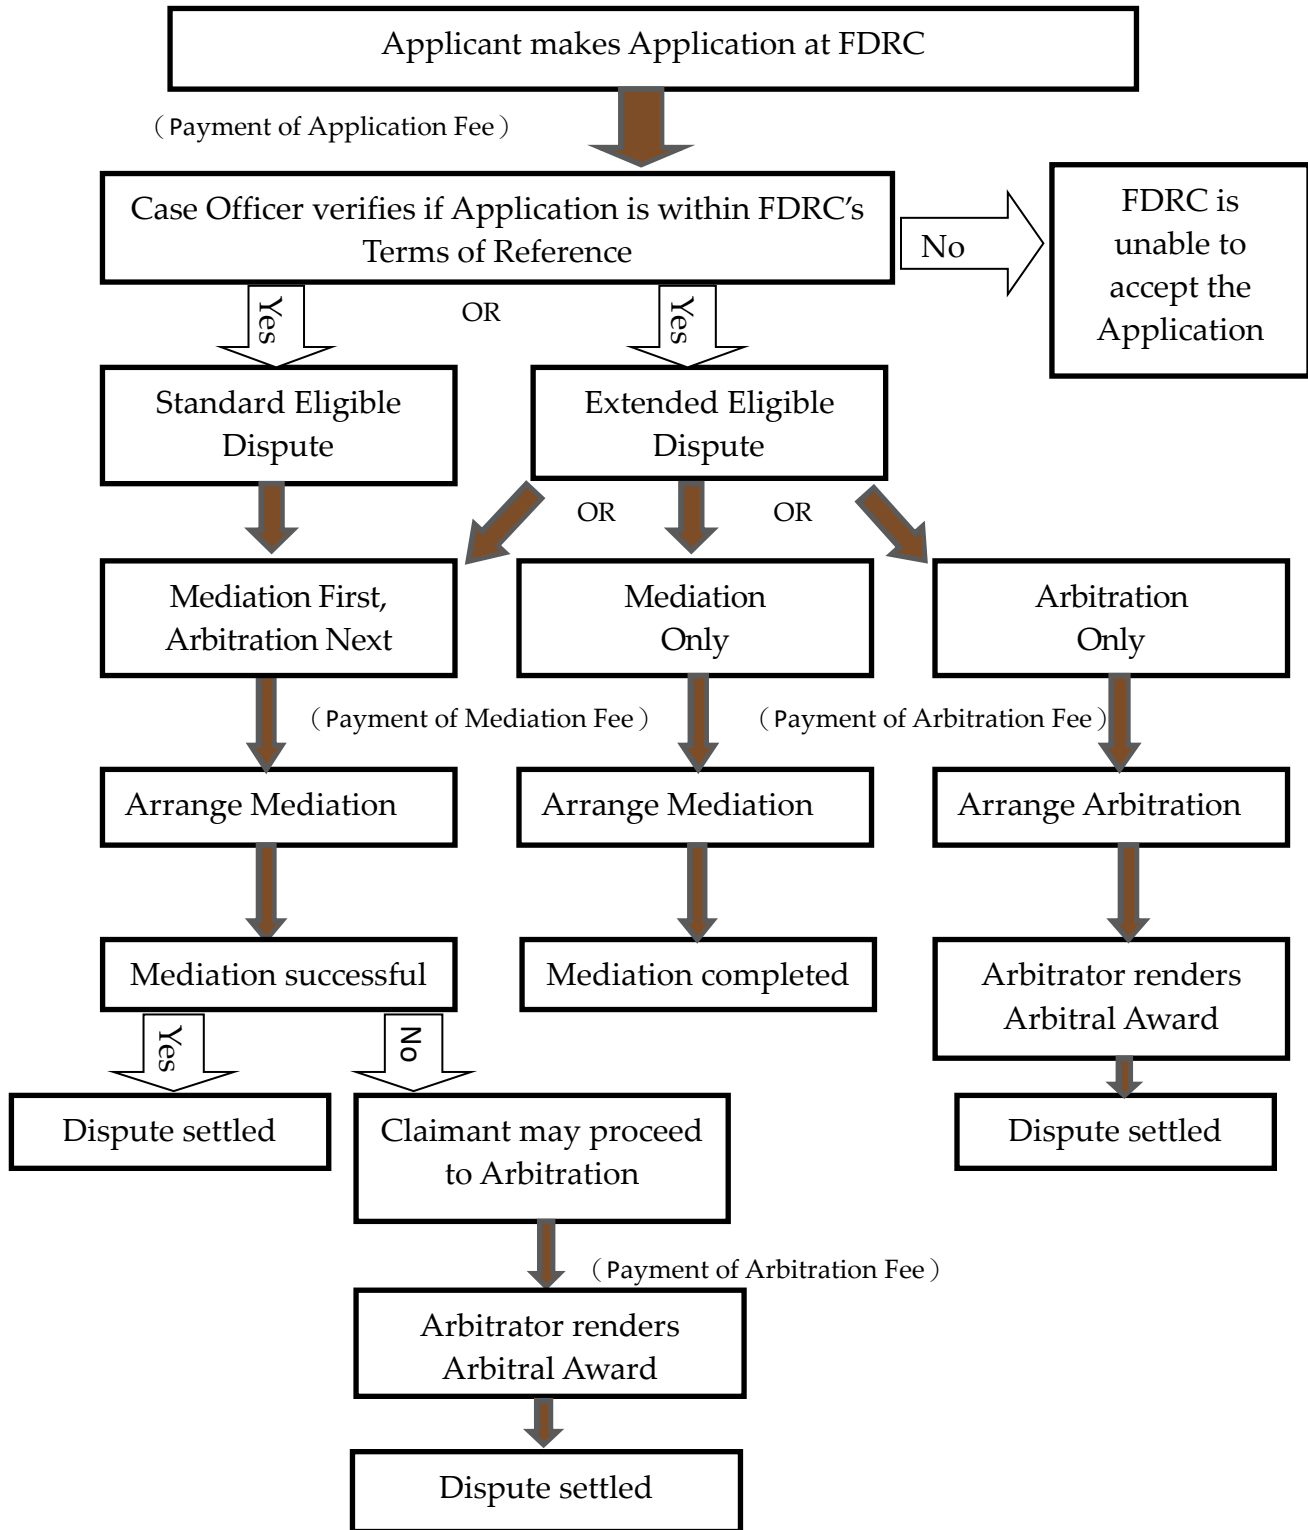 Applicant makes Application at FDRC
（Payment of Application Fee）
Case Officer verifies if Application is within FDRC’s
Terms of Reference
No
FDRC is
unable to
accept the
Application
Yes
OR
Yes
Standard Eligible
Dispute
Extended Eligible
Dispute
OR
OR
Mediation First,
Arbitration Next
Mediation
Only
Arbitration
Only
（Payment of Mediation Fee）
（Payment of Arbitration Fee）
Arrange Mediation
Arrange Mediation
Arrange Arbitration
Mediation successful
Mediation completed
Arbitrator renders
Arbitral Award
Yes
No
Dispute settled
Claimant may proceed
to Arbitration
Dispute settled
（Payment of Arbitration Fee）
Arbitrator renders
Arbitral Award
Dispute settled